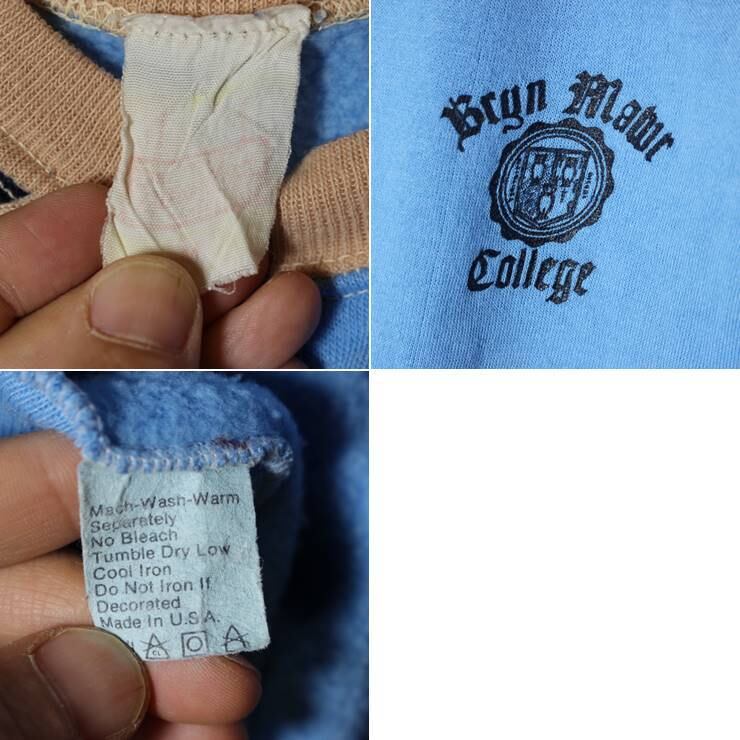 Bryn Mawr
College
Mach-Wash-Warm
Separately
No Bleach
Tumble Dry Low
Cool Iron
Do Not Iron If
Decorated
Made In U.S.A.
CL